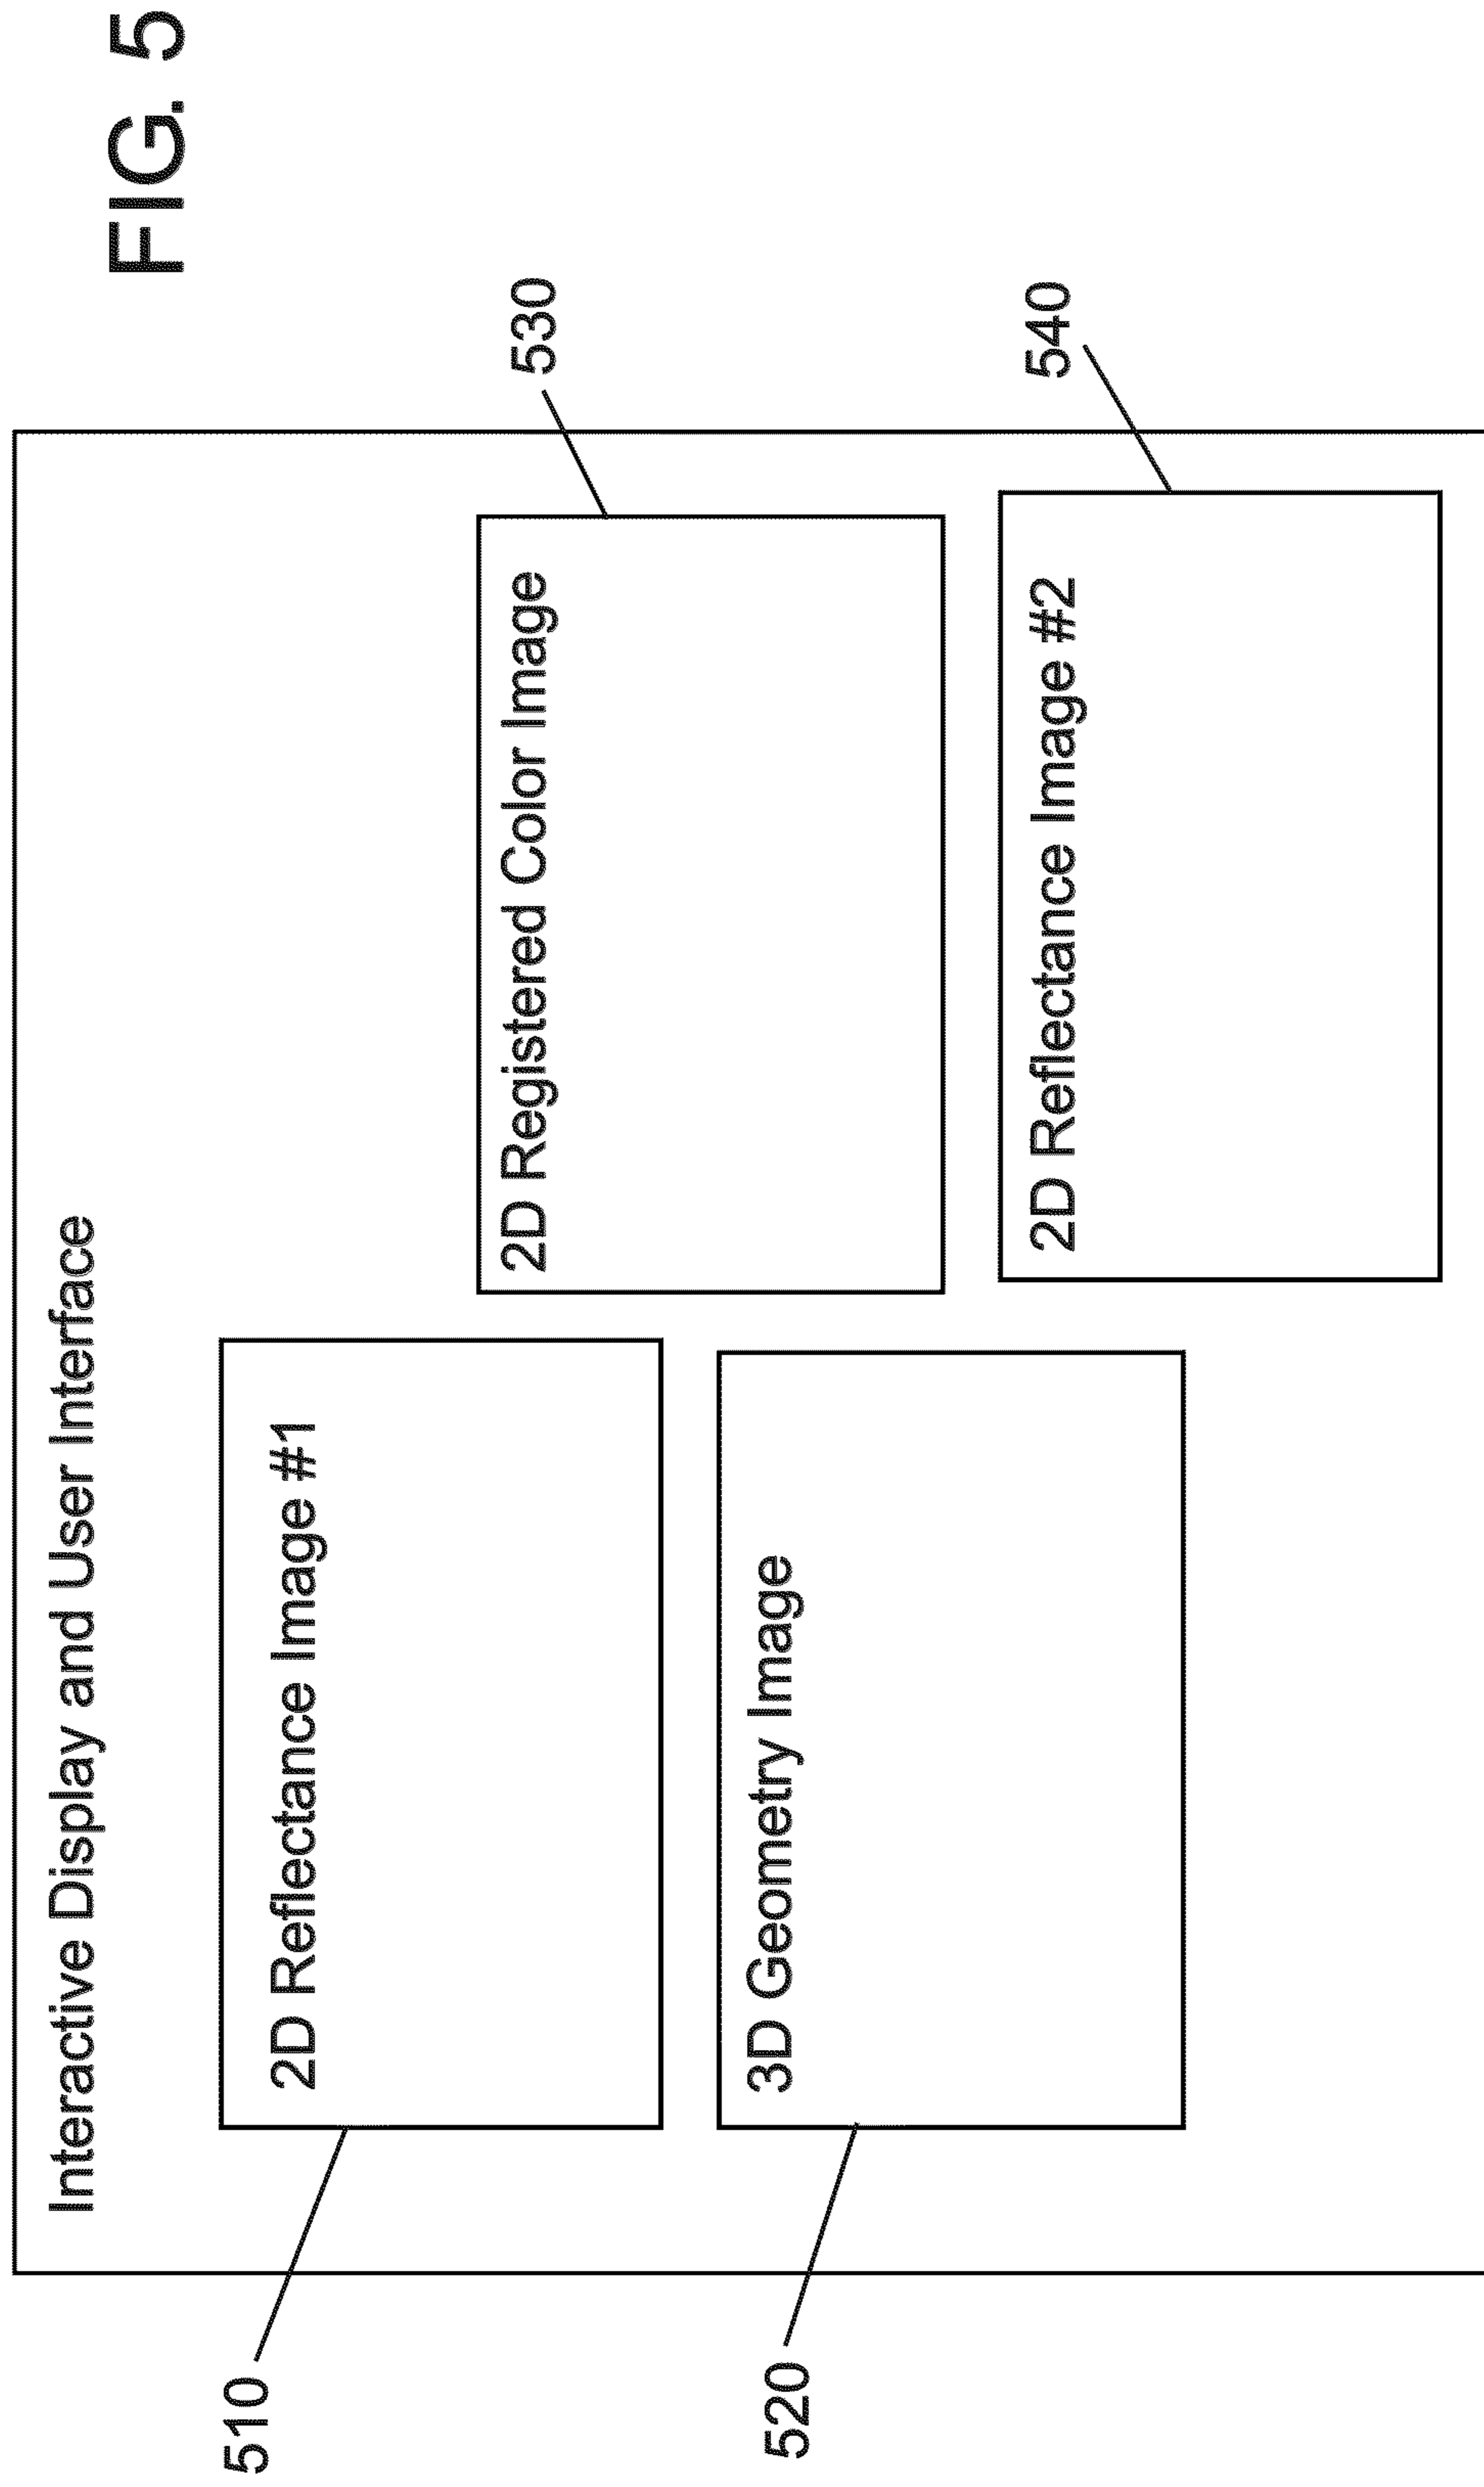 FIG. 5
Interactive Display and User Interface
510
2D Reflectance Image #1
530
2D Registered Color Image
520
3D Geometry Image
540
2D Reflectance Image #2